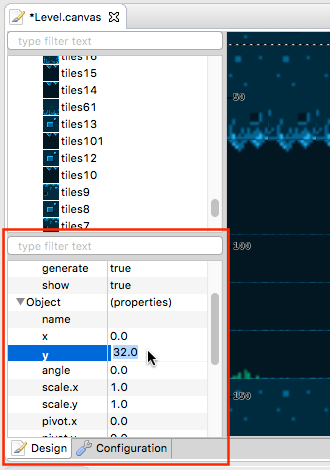 *Level.canvas
type filter text
tiles16
tiles15
tiles14
tiles61
tiles13
tiles101
tiles12
tiles10
tiles9
tiles8
tiles7
50
100
150
type filter text
generate true
show true
Object (properties)
name
x 0.0
y 32.0
angle 0.0
scale.x 1.0
scale.y 1.0
pivot.x 0.0
pivot.y 0.0
Design Configuration